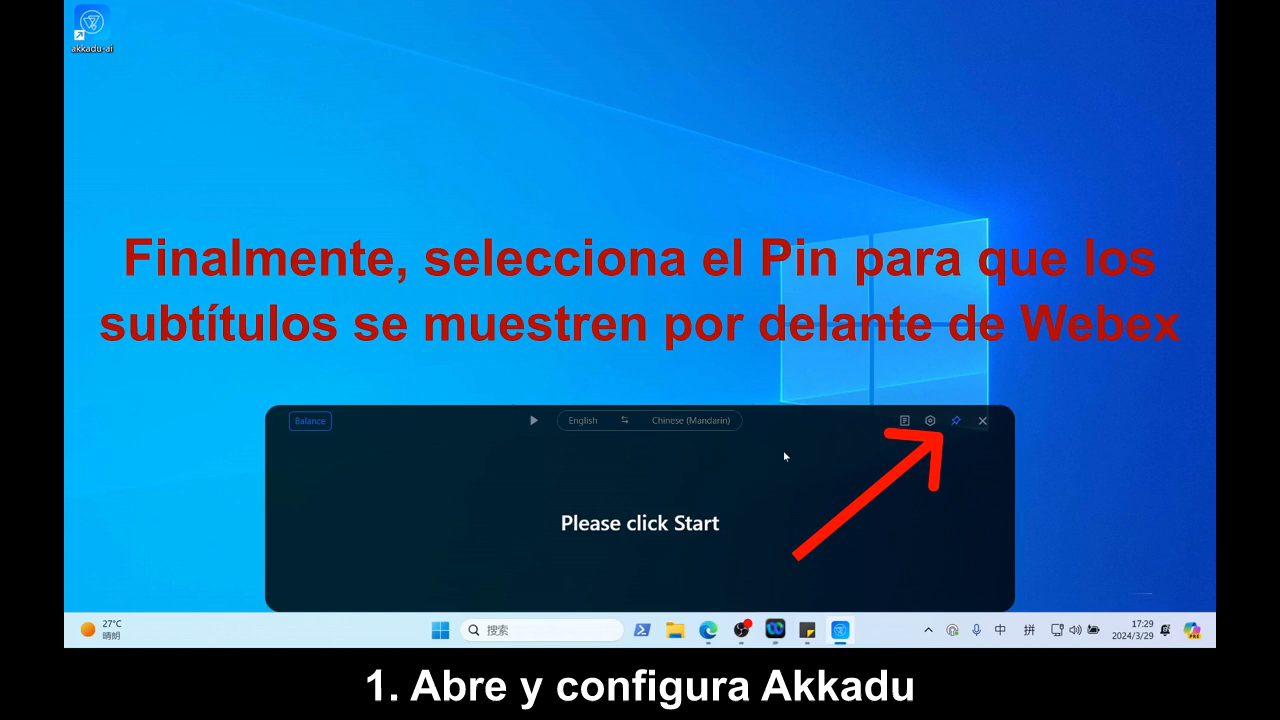 akkadu-ai
Finalmente, selecciona el Pin para que los
subtítulos se muestren por delante de Webex
Balance
English
Chinese (Mandarin)
Please click Start
27°C
晴朗
搜索
中
拼
17:29
2024/3/29
PRE
1. Abre y configura Akkadu